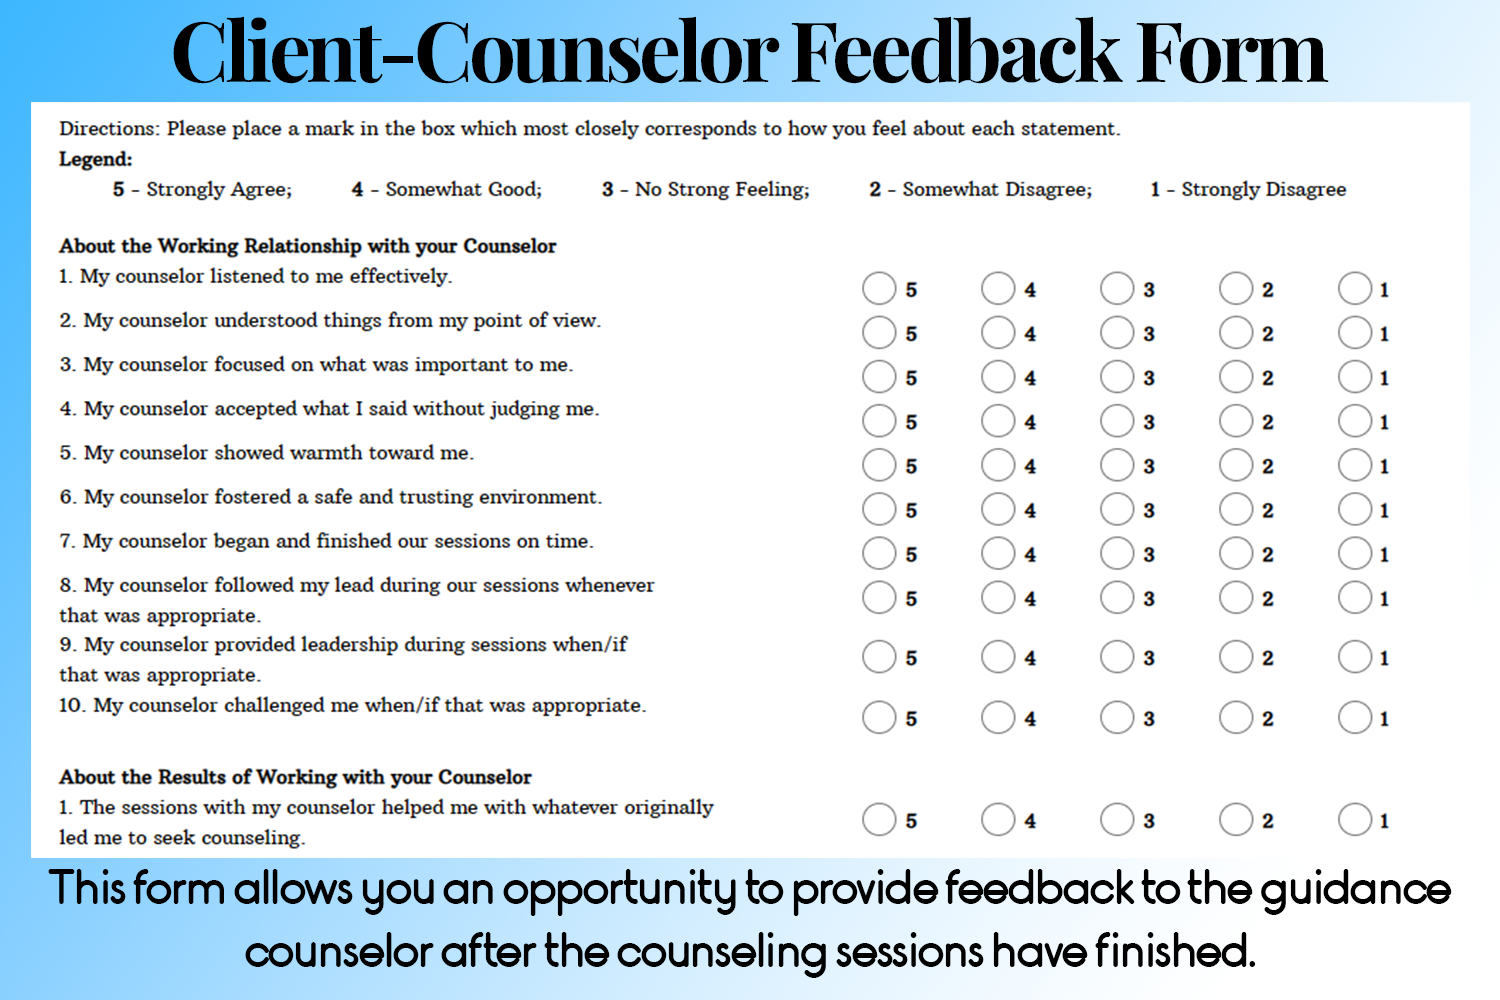 Client-Counselor Feedback Form
Directions: Please place a mark in the box which most closely corresponds to how you feel about each statement.
Legend:
5 - Strongly Agree; 4 - Somewhat Good; 3 - No Strong Feeling; 2 - Somewhat Disagree; 1 - Strongly Disagree
About the Working Relationship with your Counselor
1. My counselor listened to me effectively. 5 4 3 2 1
2. My counselor understood things from my point of view. 5 4 3 2 1
3. My counselor focused on what was important to me. 5 4 3 2 1
4. My counselor accepted what I said without judging me. 5 4 3 2 1
5. My counselor showed warmth toward me. 5 4 3 2 1
6. My counselor fostered a safe and trusting environment. 5 4 3 2 1
7. My counselor began and finished our sessions on time. 5 4 3 2 1
8. My counselor followed my lead during our sessions whenever 5 4 3 2 1
that was appropriate.
9. My counselor provided leadership during sessions when/if 5 4 3 2 1
that was appropriate.
10. My counselor challenged me when/if that was appropriate. 5 4 3 2 1
About the Results of Working with your Counselor
1. The sessions with my counselor helped me with whatever originally 5 4 3 2 1
led me to seek counseling.
This form allows you an opportunity to provide feedback to the guidance
counselor after the counseling sessions have finished.